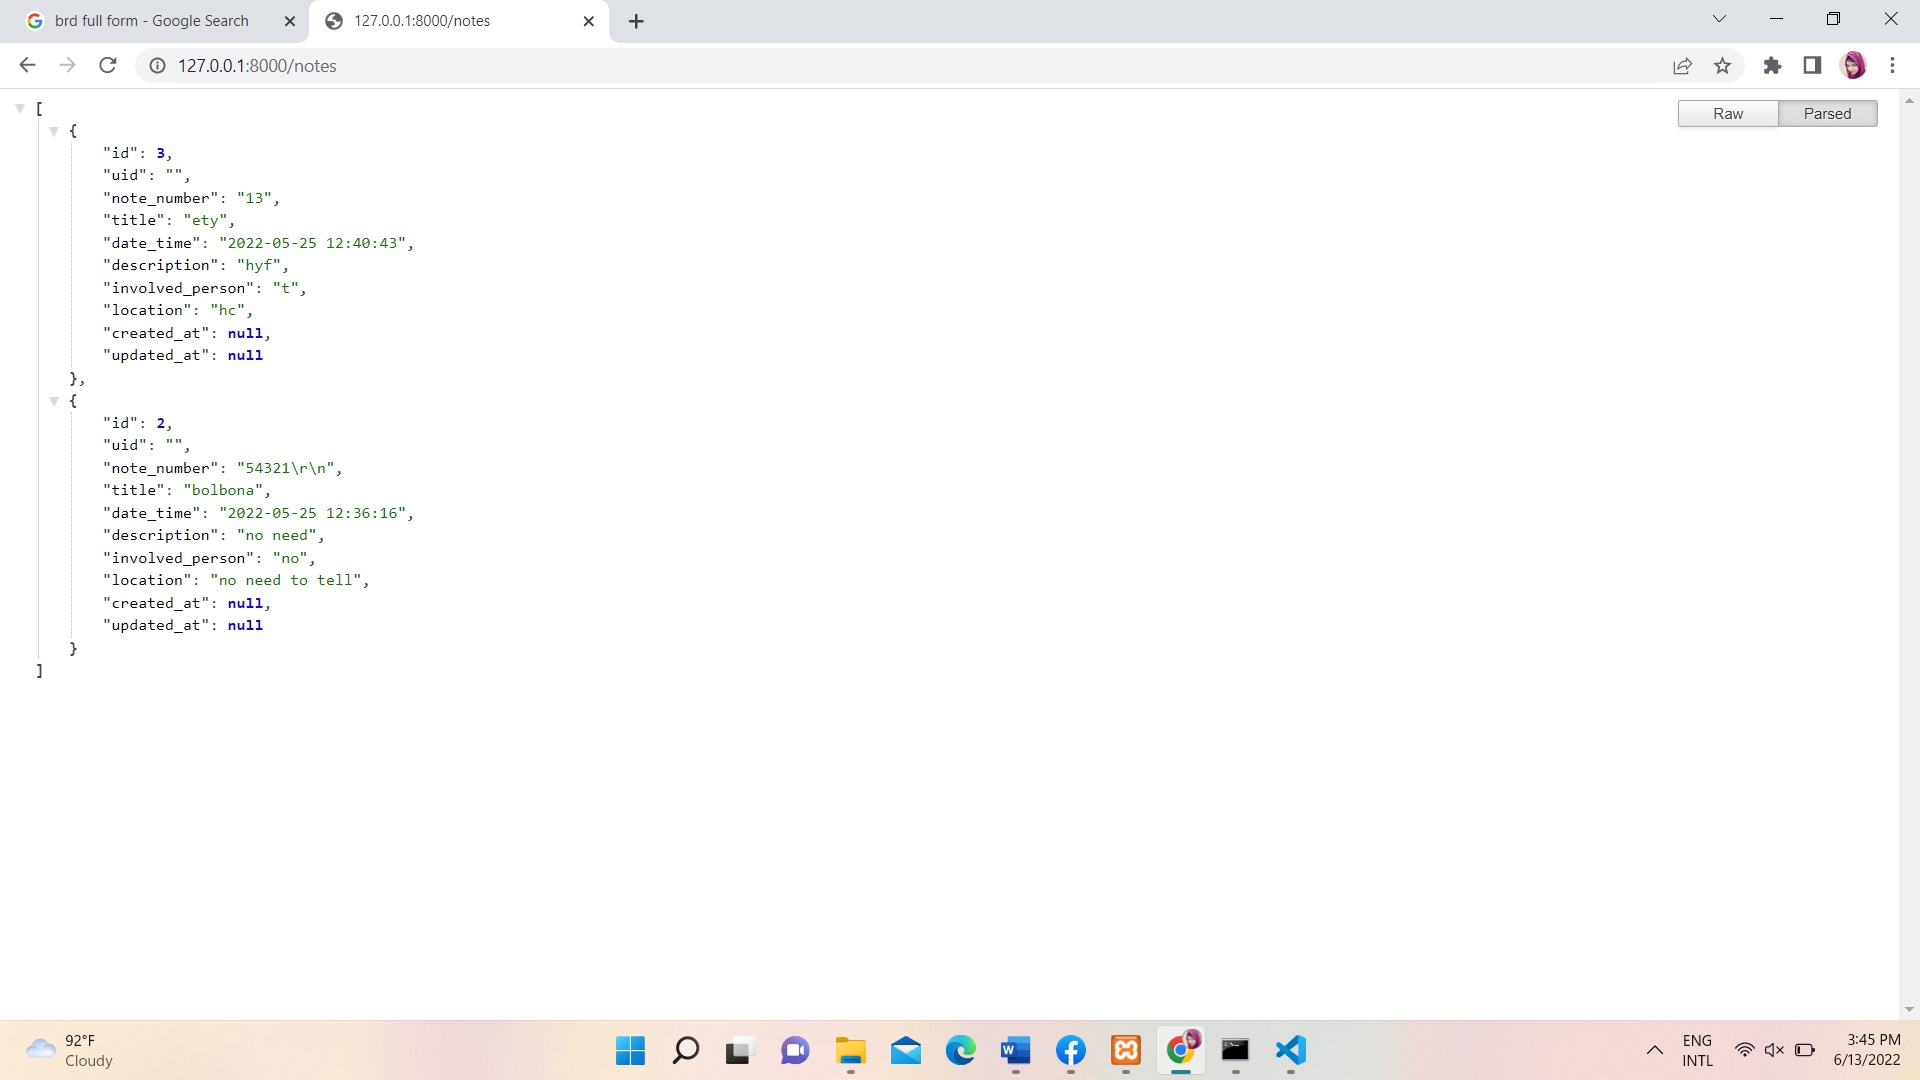 brd full form - Google Search
127.0.0.1:8000/notes
127.0.0.1:8000/notes
Raw
Parsed
[
{
"id": 3,
"uid": "",
"note_number": "13",
"title": "ety",
"date_time": "2022-05-25 12:40:43",
"description": "hyf",
"involved_person": "t",
"location": "hc",
"created_at": null,
"updated_at": null
},
{
"id": 2,
"uid": "",
"note_number": "54321\r\n",
"title": "bolbona",
"date_time": "2022-05-25 12:36:16",
"description": "no need",
"involved_person": "no",
"location": "no need to tell",
"created_at": null,
"updated_at": null
}
]
92°F
Cloudy
ENG
INTL
3:45 PM
6/13/2022